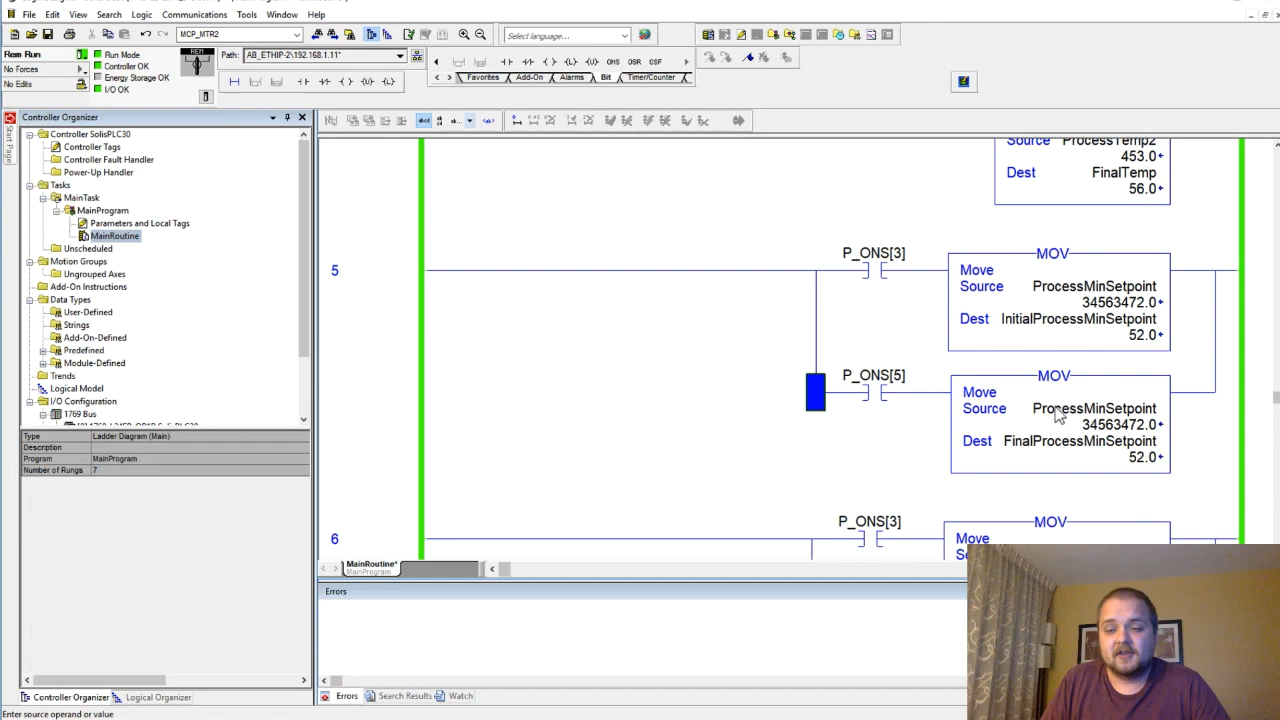 File Edit View Search Logic Communications Tools Window Help
MCP_MTR2
Select language...
Rem Run
No Forces
No Edits
Run Mode
Controller OK
Energy Storage OK
I/O OK
REM
Path: AB_ETHIP-2\192.168.1.11*
ONS OSR OSF
Favorites Add-On Alarms Bit Timer/Counter
Start Page
Controller Organizer
Controller SolisPLC30
Controller Tags
Controller Fault Handler
Power-Up Handler
Tasks
MainTask
MainProgram
Parameters and Local Tags
MainRoutine
Unscheduled
Motion Groups
Ungrouped Axes
Add-On Instructions
Data Types
User-Defined
Strings
Add-On-Defined
Predefined
Module-Defined
Trends
Logical Model
I/O Configuration
1769 Bus
Type Ladder Diagram (Main)
Description
Program MainProgram
Number of Rungs 7
Controller Organizer Logical Organizer
Source ProcessTemp2
453.0
Dest FinalTemp
56.0
5
P_ONS[3]
MOV
Move
Source ProcessMinSetpoint
34563472.0
Dest InitialProcessMinSetpoint
52.0
P_ONS[5]
MOV
Move
Source ProcessMinSetpoint
34563472.0
Dest FinalProcessMinSetpoint
52.0
6
P_ONS[3]
MOV
Move
MainRoutine*
MainProgram
Errors
Errors Search Results Watch
Enter source operand or value